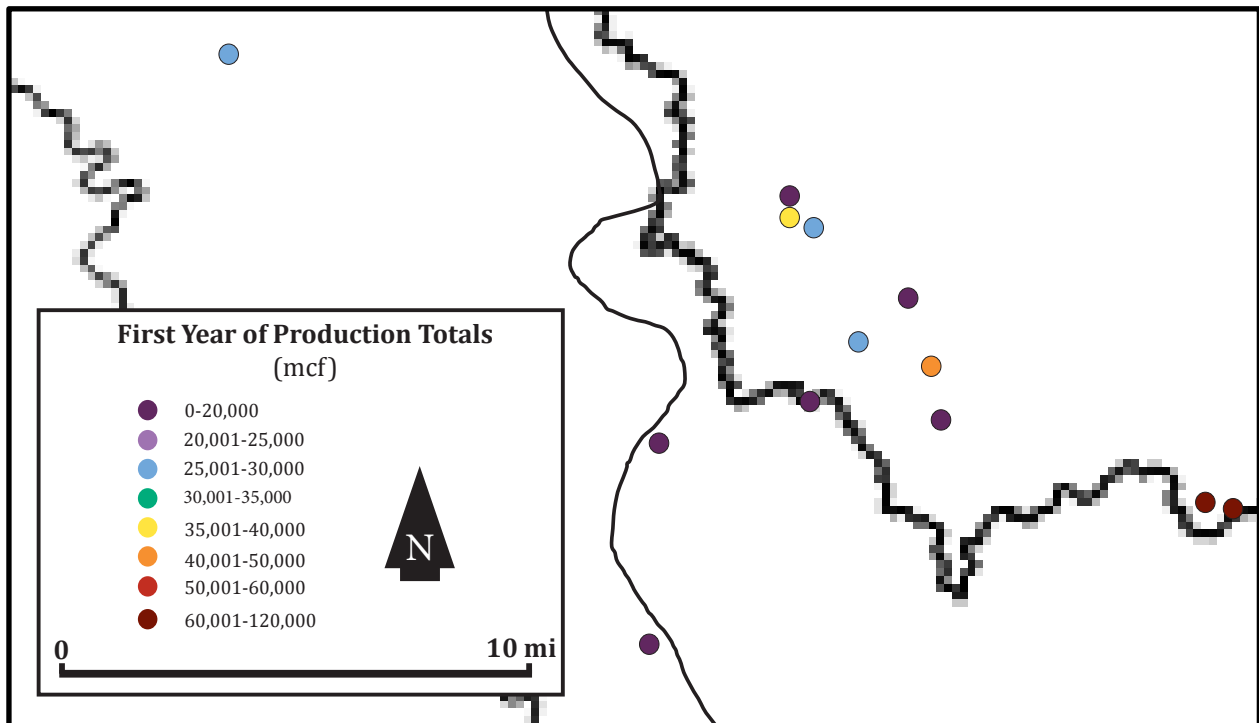 First Year of Production Totals
(mcf)
0-20,000
20,001-25,000
25,001-30,000
30,001-35,000
35,001-40,000
40,001-50,000
50,001-60,000
60,001-120,000
N
0 10 mi